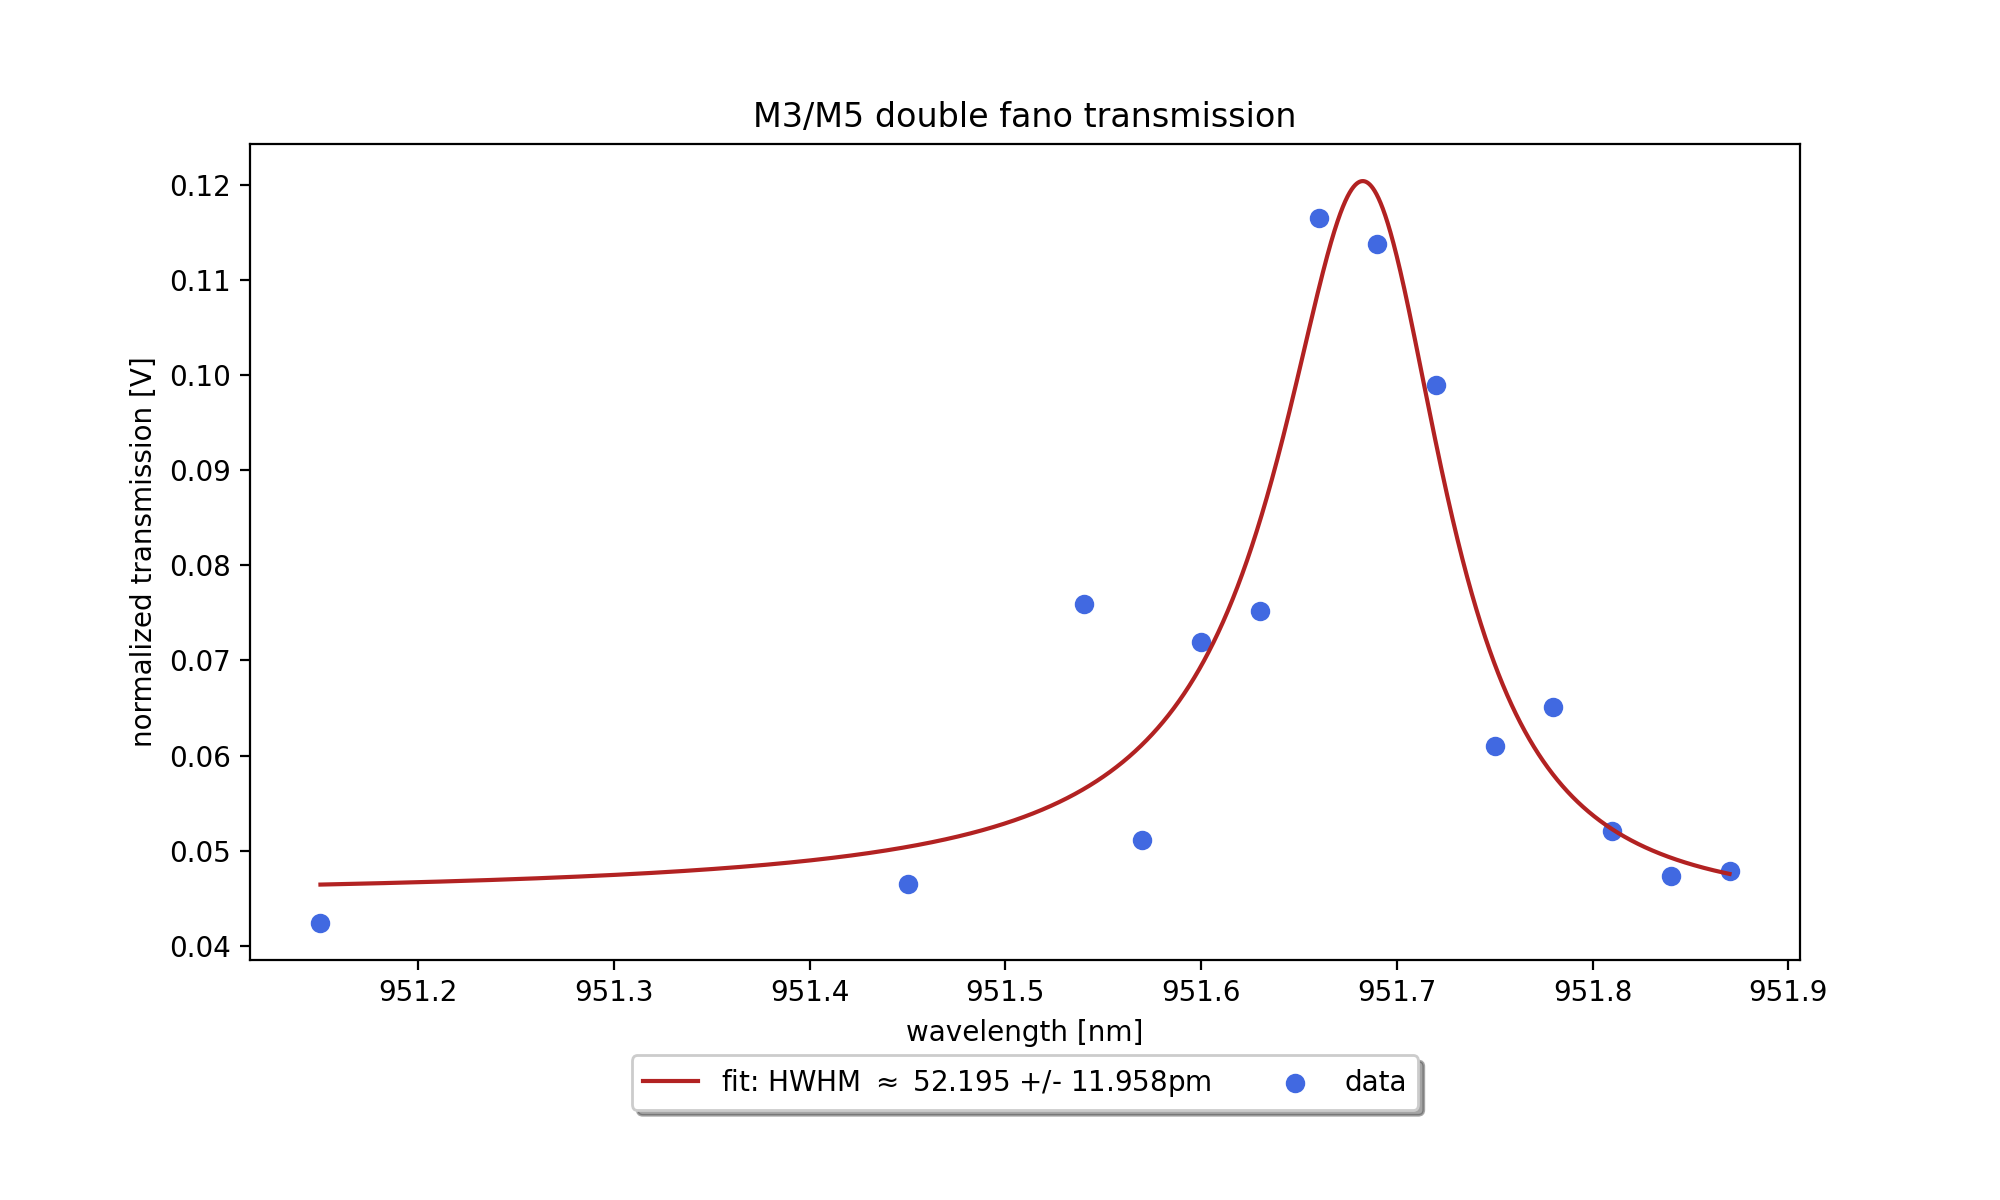 M3/M5 double fano transmission
normalized transmission [V]
0.12
0.11
0.10
0.09
0.08
0.07
0.06
0.05
0.04
951.2 951.3 951.4 951.5 951.6 951.7 951.8 951.9
wavelength [nm]
fit: HWHM ≈ 52.195 +/- 11.958pm data